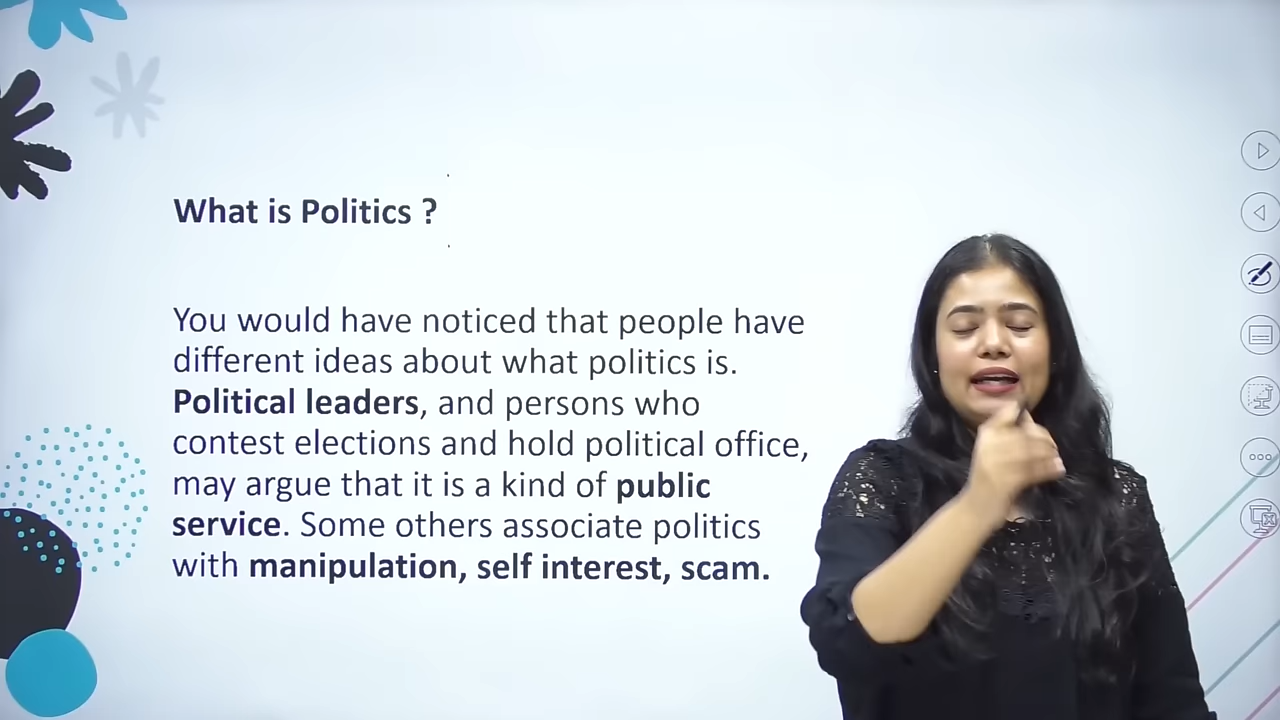 What is Politics ?
You would have noticed that people have
different ideas about what politics is.
Political leaders, and persons who
contest elections and hold political office,
may argue that it is a kind of public
service. Some others associate politics
with manipulation, self interest, scam.